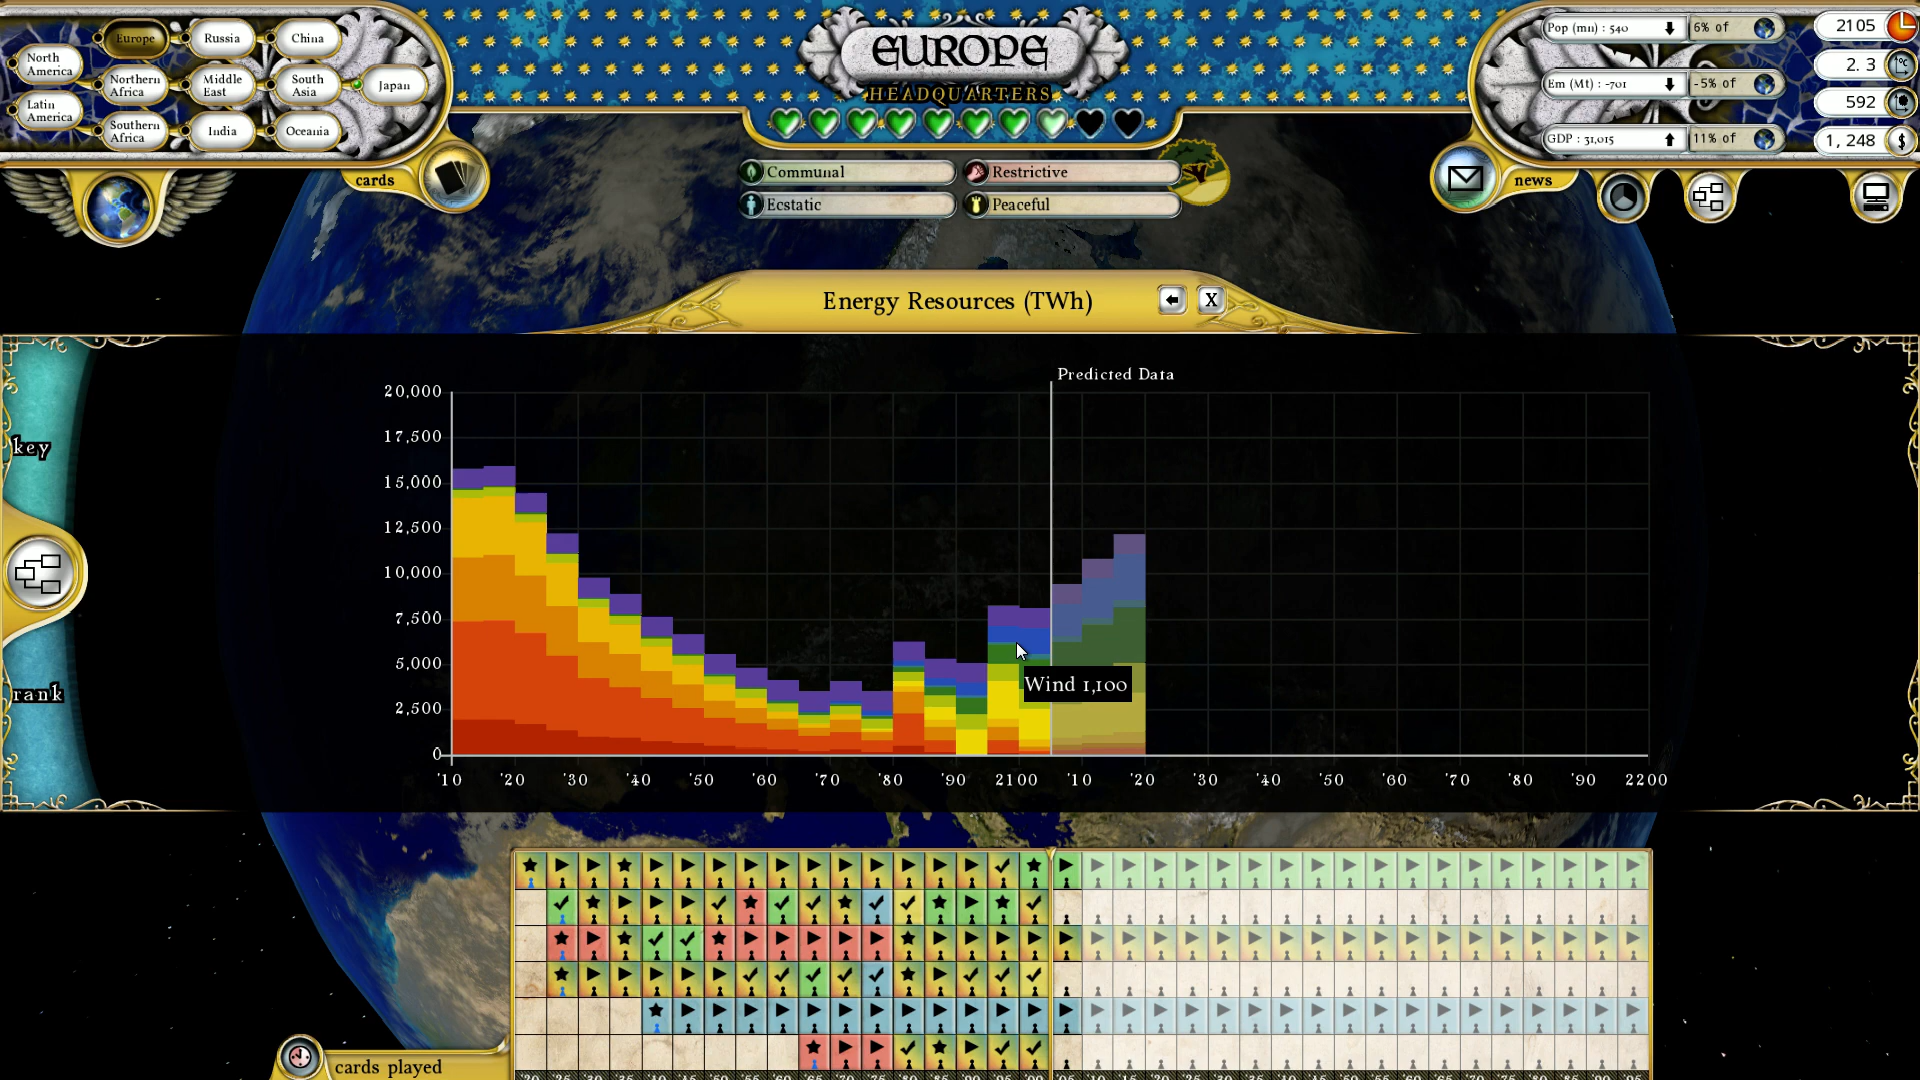 Europe
Russia
China
North America
Northern Africa
Middle East
South Asia
Japan
Latin America
Southern Africa
India
Oceania
cards
EUROPE
HEADQUARTERS
Communal
Restrictive
Ecstatic
Peaceful
Pop (mn) : 540
6% of
2105
Em (Mt) : -701
-5% of
2. 3
°C
592
GDP : 31,015
11% of
1, 248
$
news
Energy Resources (TWh)
X
key
rank
Predicted Data
20,000
17,500
15,000
12,500
10,000
7,500
5,000
2,500
0
Wind 1,100
'10 '20 '30 '40 '50 '60 '70 '80 '90 2100 '10 '20 '30 '40 '50 '60 '70 '80 '90 2200
cards played